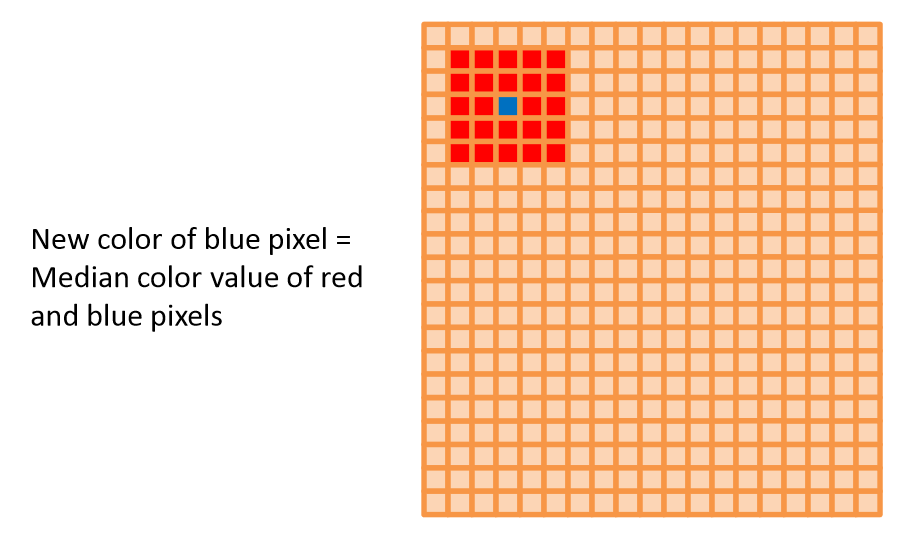 New color of blue pixel =
Median color value of red
and blue pixels